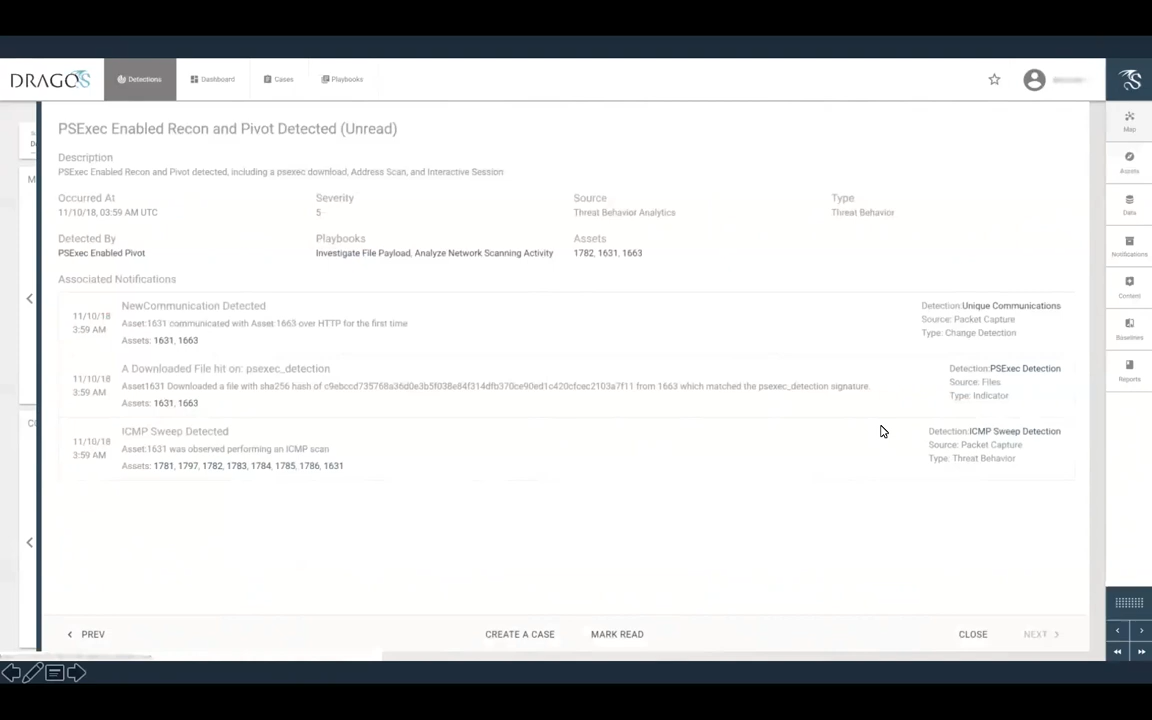 DRAGOS
Detections
Dashboard
Cases
Playbooks
PSExec Enabled Recon and Pivot Detected (Unread)
Description
PSExec Enabled Recon and Pivot detected, including a psexec download, Address Scan, and Interactive Session
Occurred At
Severity
Source
Type
11/10/18, 03:59 AM UTC
5
Threat Behavior Analytics
Threat Behavior
Detected By
Playbooks
Assets
PSExec Enabled Pivot
Investigate File Payload, Analyze Network Scanning Activity
1782, 1631, 1663
Associated Notifications
11/10/18
3:59 AM
NewCommunication Detected
Asset:1631 communicated with Asset 1663 over HTTP for the first time
Assets: 1631, 1663
Detection:Unique Communications
Source: Packet Capture
Type: Change Detection
11/10/18
3:59 AM
A Downloaded File hit on: psexec_detection
Asset1631 Downloaded a file with sha256 hash of c9ebccd735768a36d0e3b5f038e84f314dfb370ce90ed1c420cfcec2103a7f11 from 1663 which matched the psexec_detection signature.
Assets: 1631, 1663
Detection:PSExec Detection
Source: Files
Type: Indicator
11/10/18
3:59 AM
ICMP Sweep Detected
Asset:1631 was observed performing an ICMP scan
Assets: 1781, 1797, 1782, 1783, 1784, 1785, 1786, 1631
Detection:ICMP Sweep Detection
Source: Packet Capture
Type: Threat Behavior
PREV
CREATE A CASE
MARK READ
CLOSE
NEXT
Map
Assets
Data
Notifications
Content
Baselines
Reports